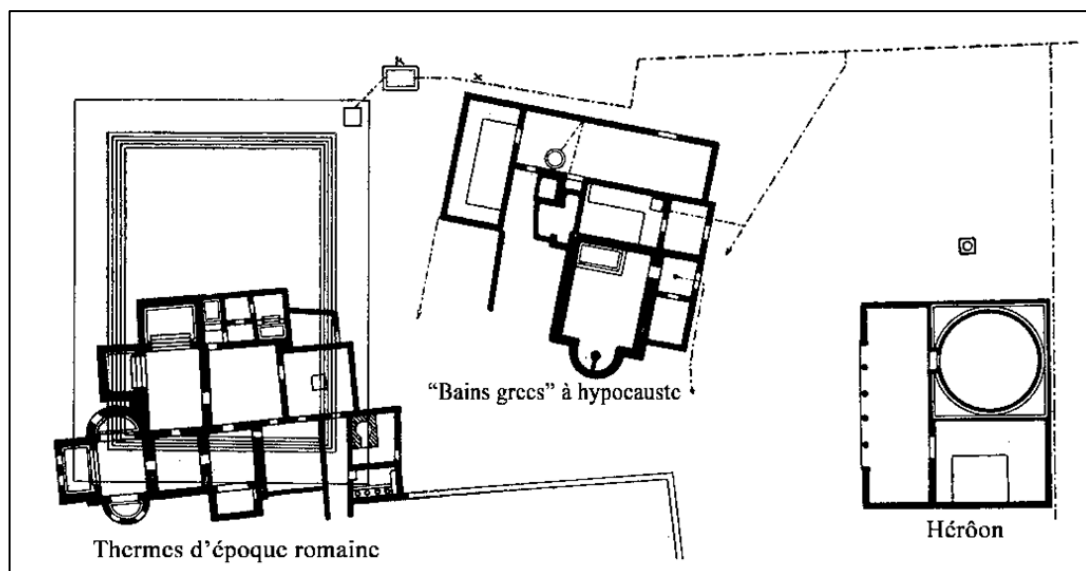 "Bains grecs" à hypocauste
Hérôon
Thermes d'époque romaine